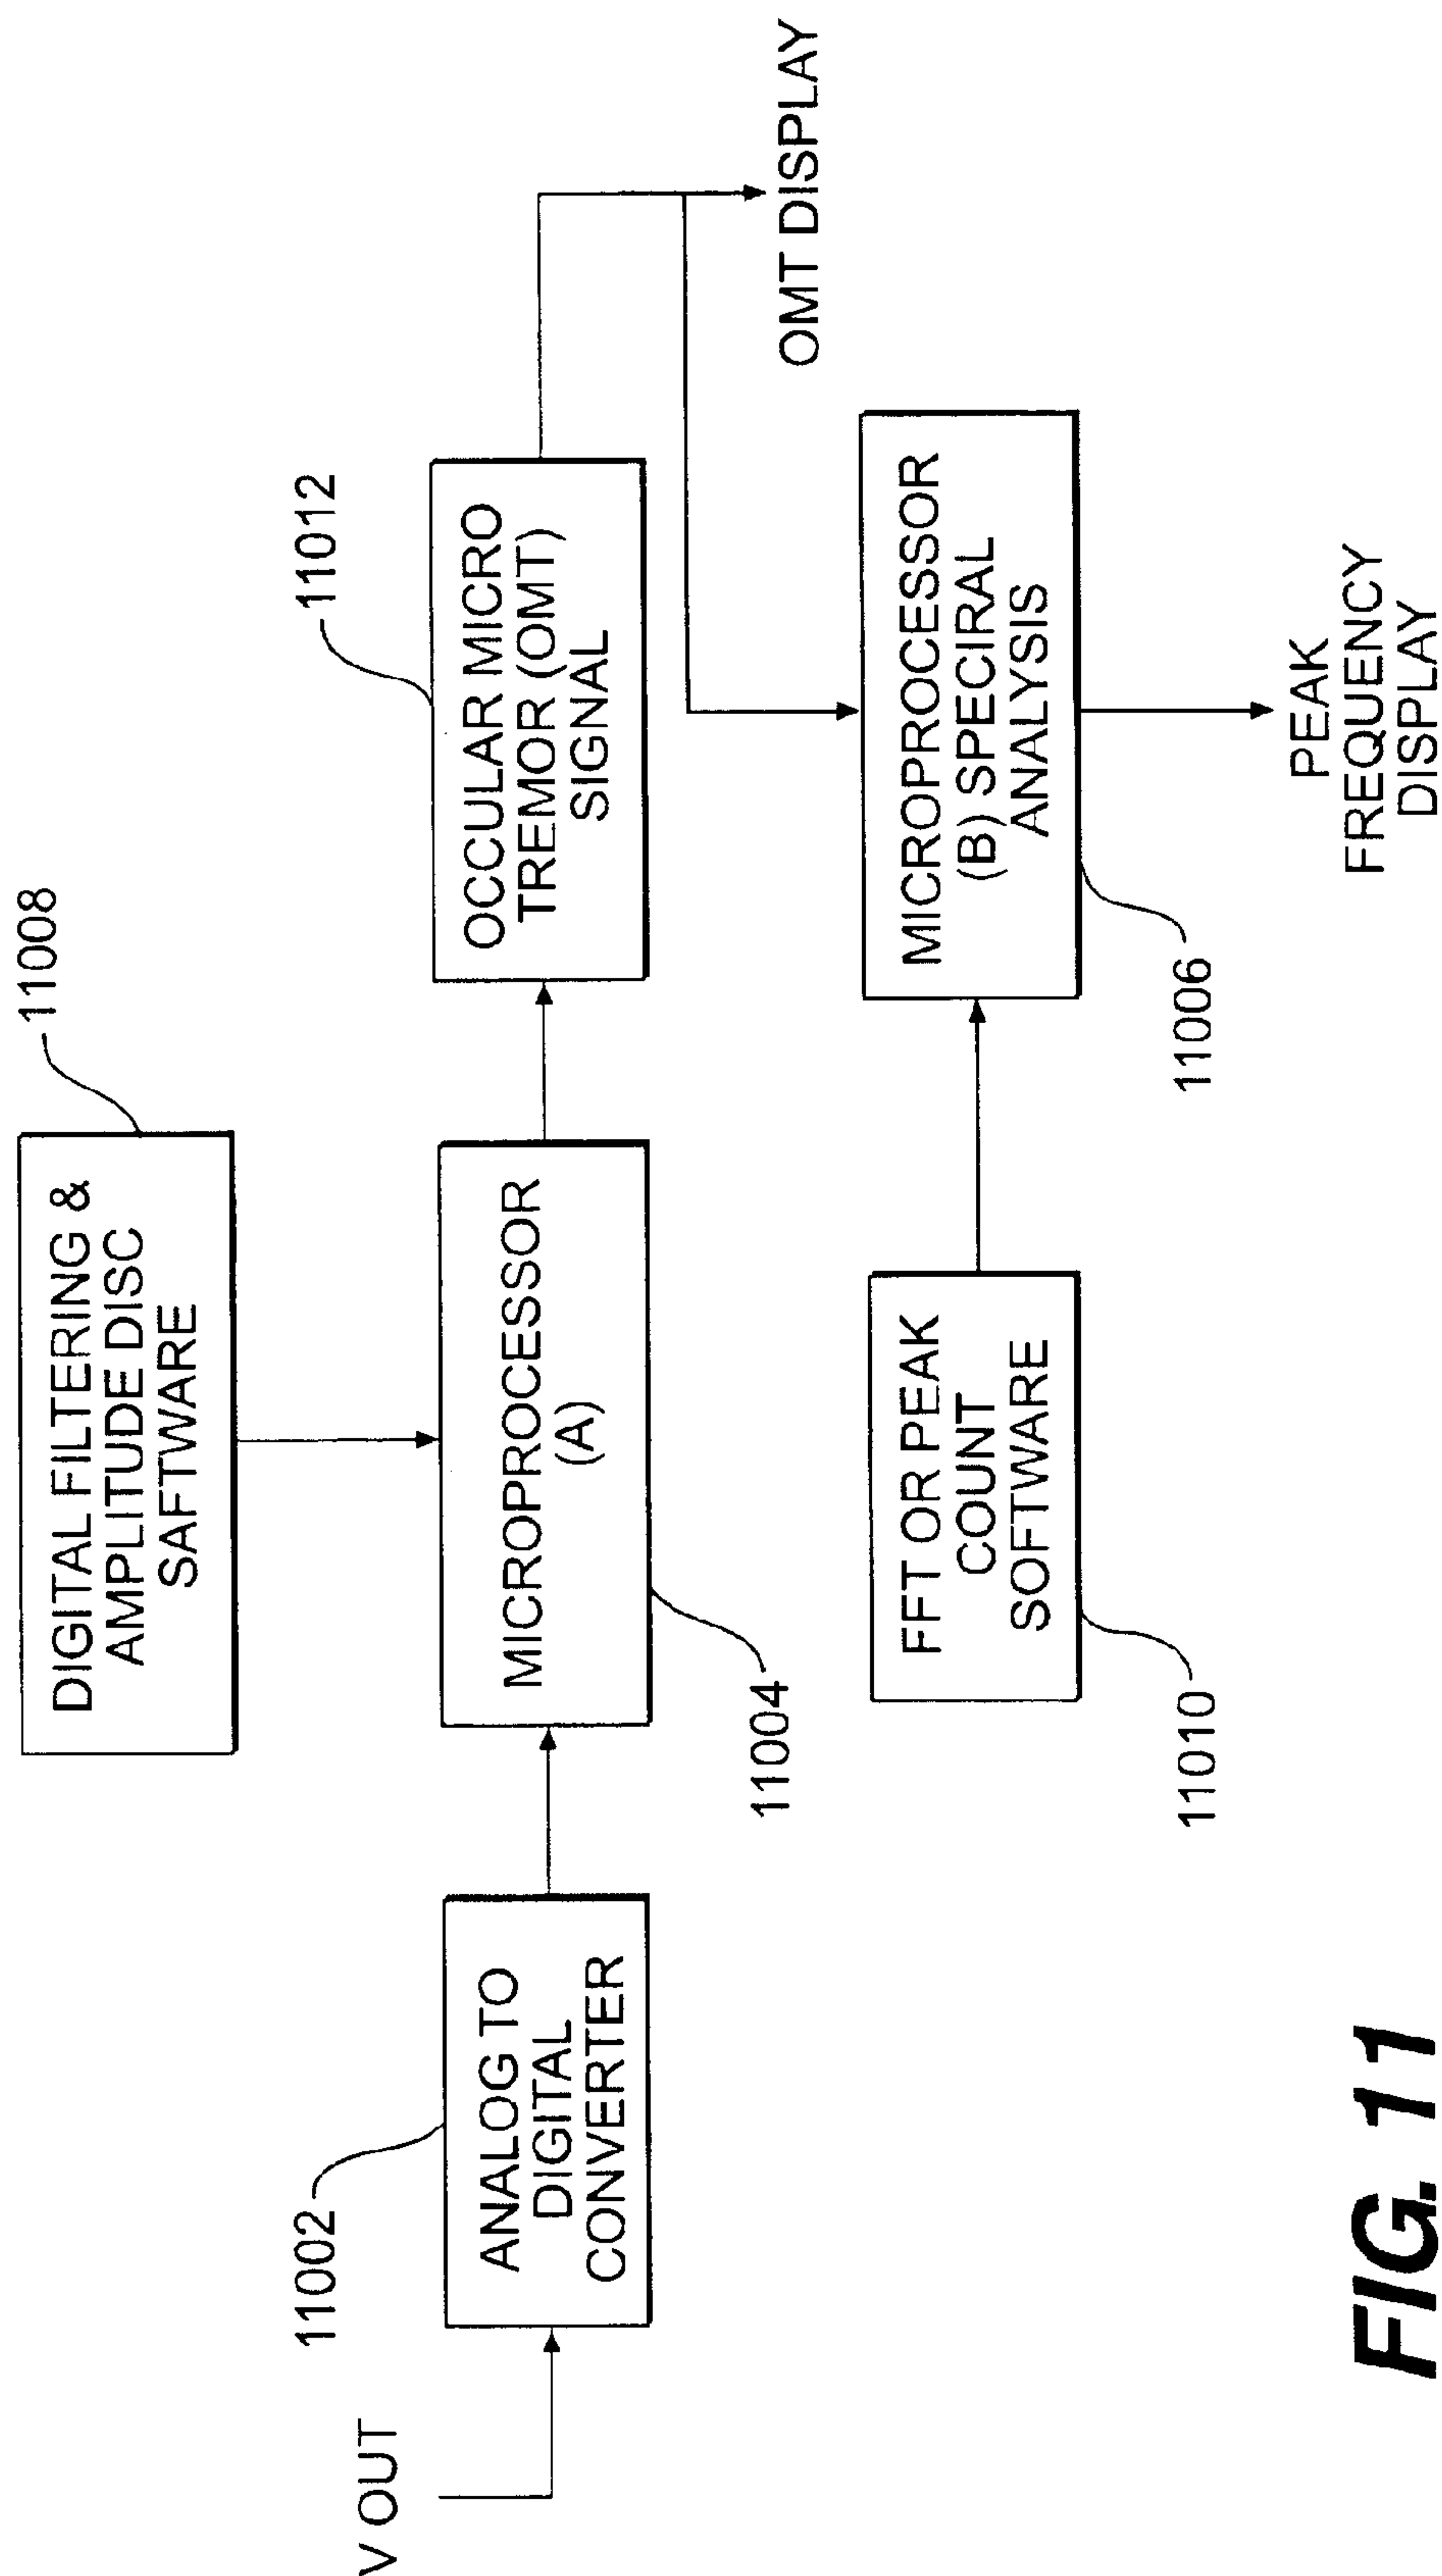 11008
DIGITAL FILTERING &
AMPLITUDE DISC
SAFTWARE
V OUT
11002
ANALOG TO
DIGITAL
CONVERTER
MICROPROCESSOR
(A)
11004
11012
OCCULAR MICRO
TREMOR (OMT)
SIGNAL
OMT DISPLAY
FFT OR PEAK
COUNT
SOFTWARE
11010
MICROPROCESSOR
(B) SPECIRAL
ANALYSIS
11006
PEAK
FREQUENCY
DISPLAY
FIG. 11